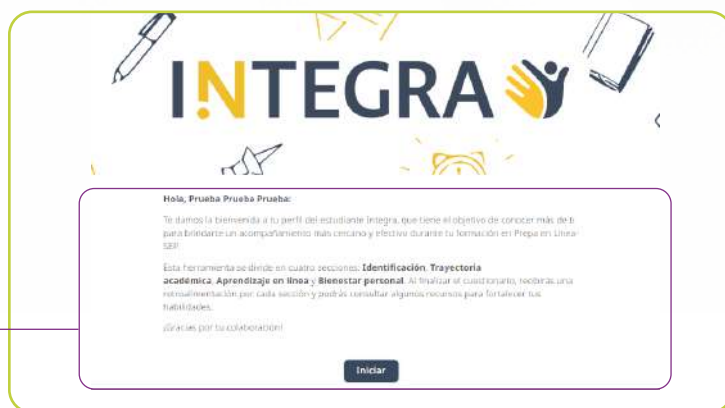 INTEGRA
Hola, Prueba Prueba Prueba:
Te damos la bienvenida a tu perfil del estudiante Integra, que tiene el objetivo de conocer más de ti
para brindarte un acompañamiento más cercano y efectivo durante tu formación en Prepa en Línea-
SEP.
Esta herramienta se divide en cuatro secciones: Identificación, Trayectoria
académica, Aprendizaje en línea y Bienestar personal. Al finalizar el cuestionario, recibirás una
retroalimentación por cada sección y podrás consultar algunos recursos para fortalecer tus
habilidades.
¡Gracias por tu colaboración!
Iniciar